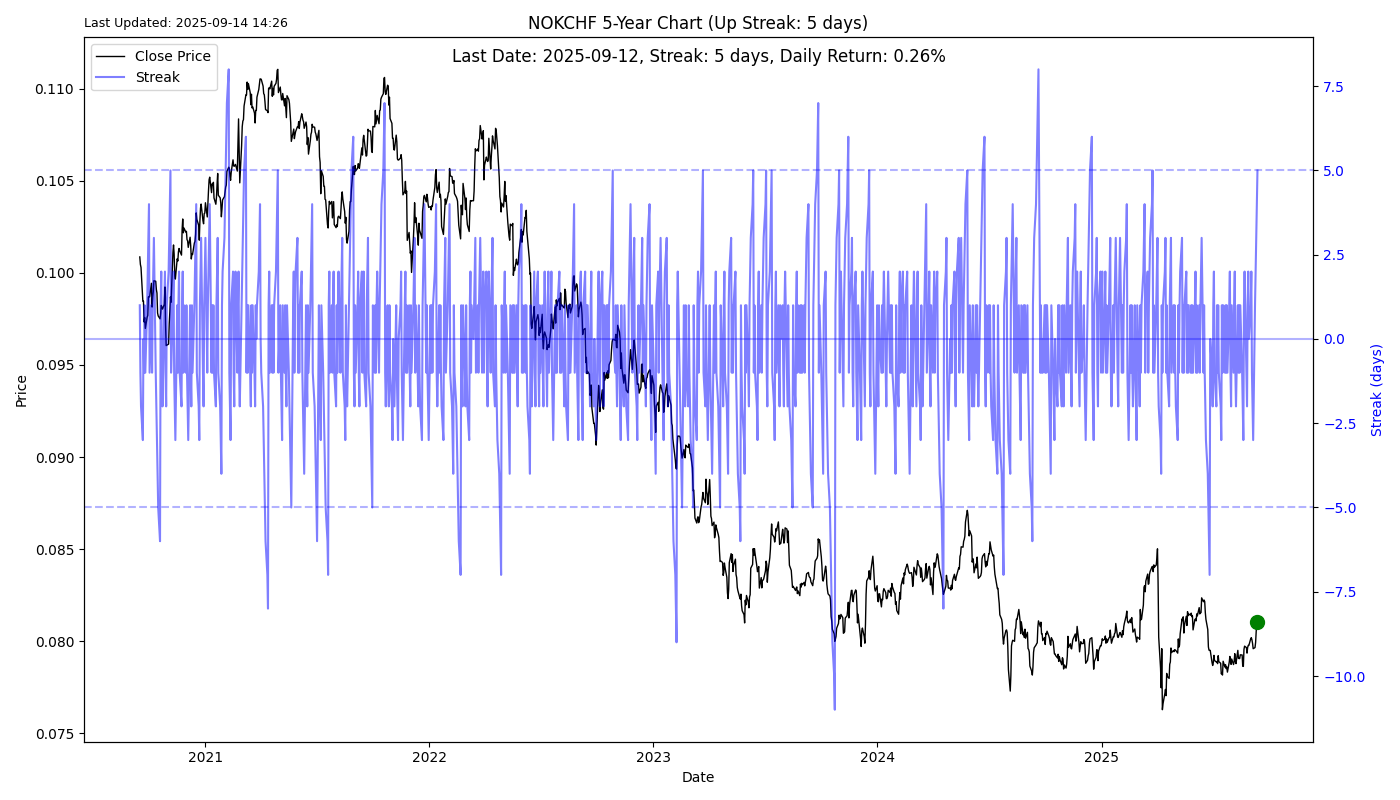 Last Updated: 2025-09-14 14:26
NOKCHF 5-Year Chart (Up Streak: 5 days)
Last Date: 2025-09-12, Streak: 5 days, Daily Return: 0.26%
Close Price
Streak
0.110
0.105
0.100
0.095
0.090
0.085
0.080
0.075
Price
7.5
5.0
2.5
0.0
−2.5
−5.0
−7.5
−10.0
Streak (days)
2021
2022
2023
2024
2025
Date